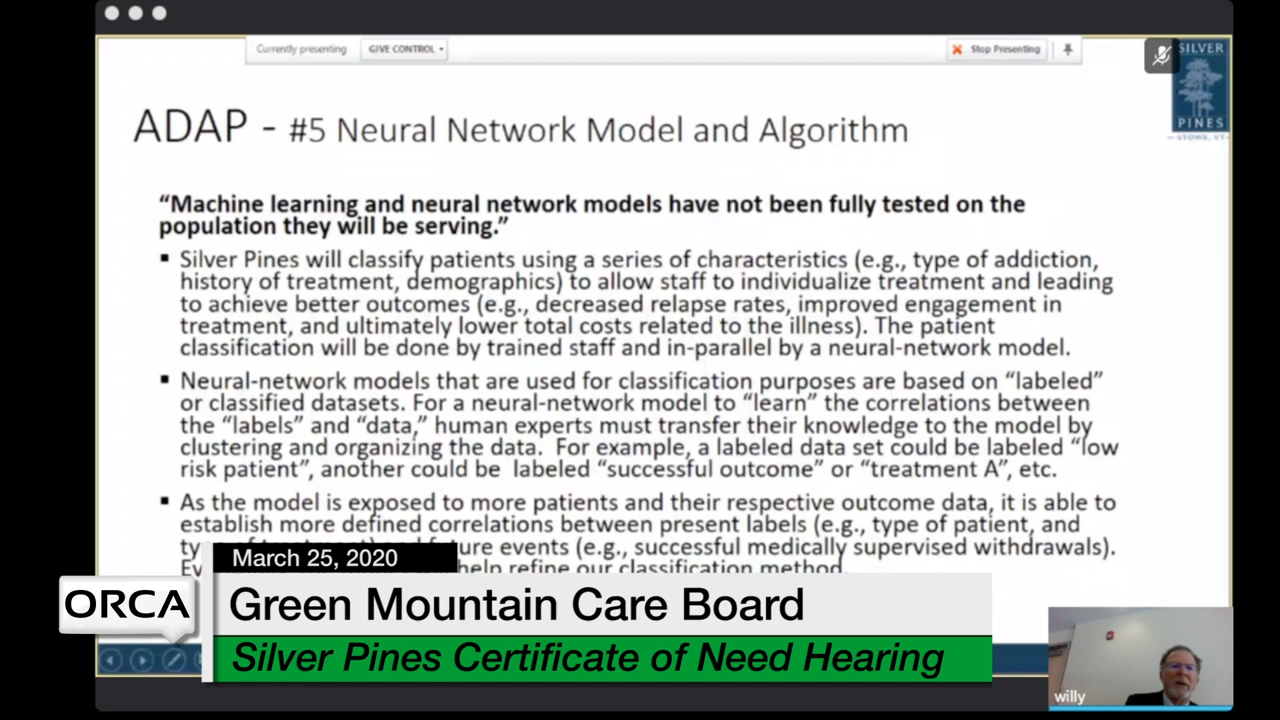 Currently presenting GIVE CONTROL Stop Presenting
SILVER
PINES
STOWE, VT
ADAP - #5 Neural Network Model and Algorithm
“Machine learning and neural network models have not been fully tested on the
population they will be serving.”
▪ Silver Pines will classify patients using a series of characteristics (e.g., type of addiction,
history of treatment, demographics) to allow staff to individualize treatment and leading
to achieve better outcomes (e.g., decreased relapse rates, improved engagement in
treatment, and ultimately lower total costs related to the illness). The patient
classification will be done by trained staff and in-parallel by a neural-network model.
▪ Neural-network models that are used for classification purposes are based on “labeled”
or classified datasets. For a neural-network model to “learn” the correlations between
the “labels” and “data,” human experts must transfer their knowledge to the model by
clustering and organizing the data. For example, a labeled data set could be labeled “low
risk patient”, another could be labeled “successful outcome” or “treatment A”, etc.
▪ As the model is exposed to more patients and their respective outcome data, it is able to
establish more defined correlations between present labels (e.g., type of patient, and
future events (e.g., successful medically supervised withdrawals).
help refine our classification method.
March 25, 2020
ORCA
Green Mountain Care Board
Silver Pines Certificate of Need Hearing
willy